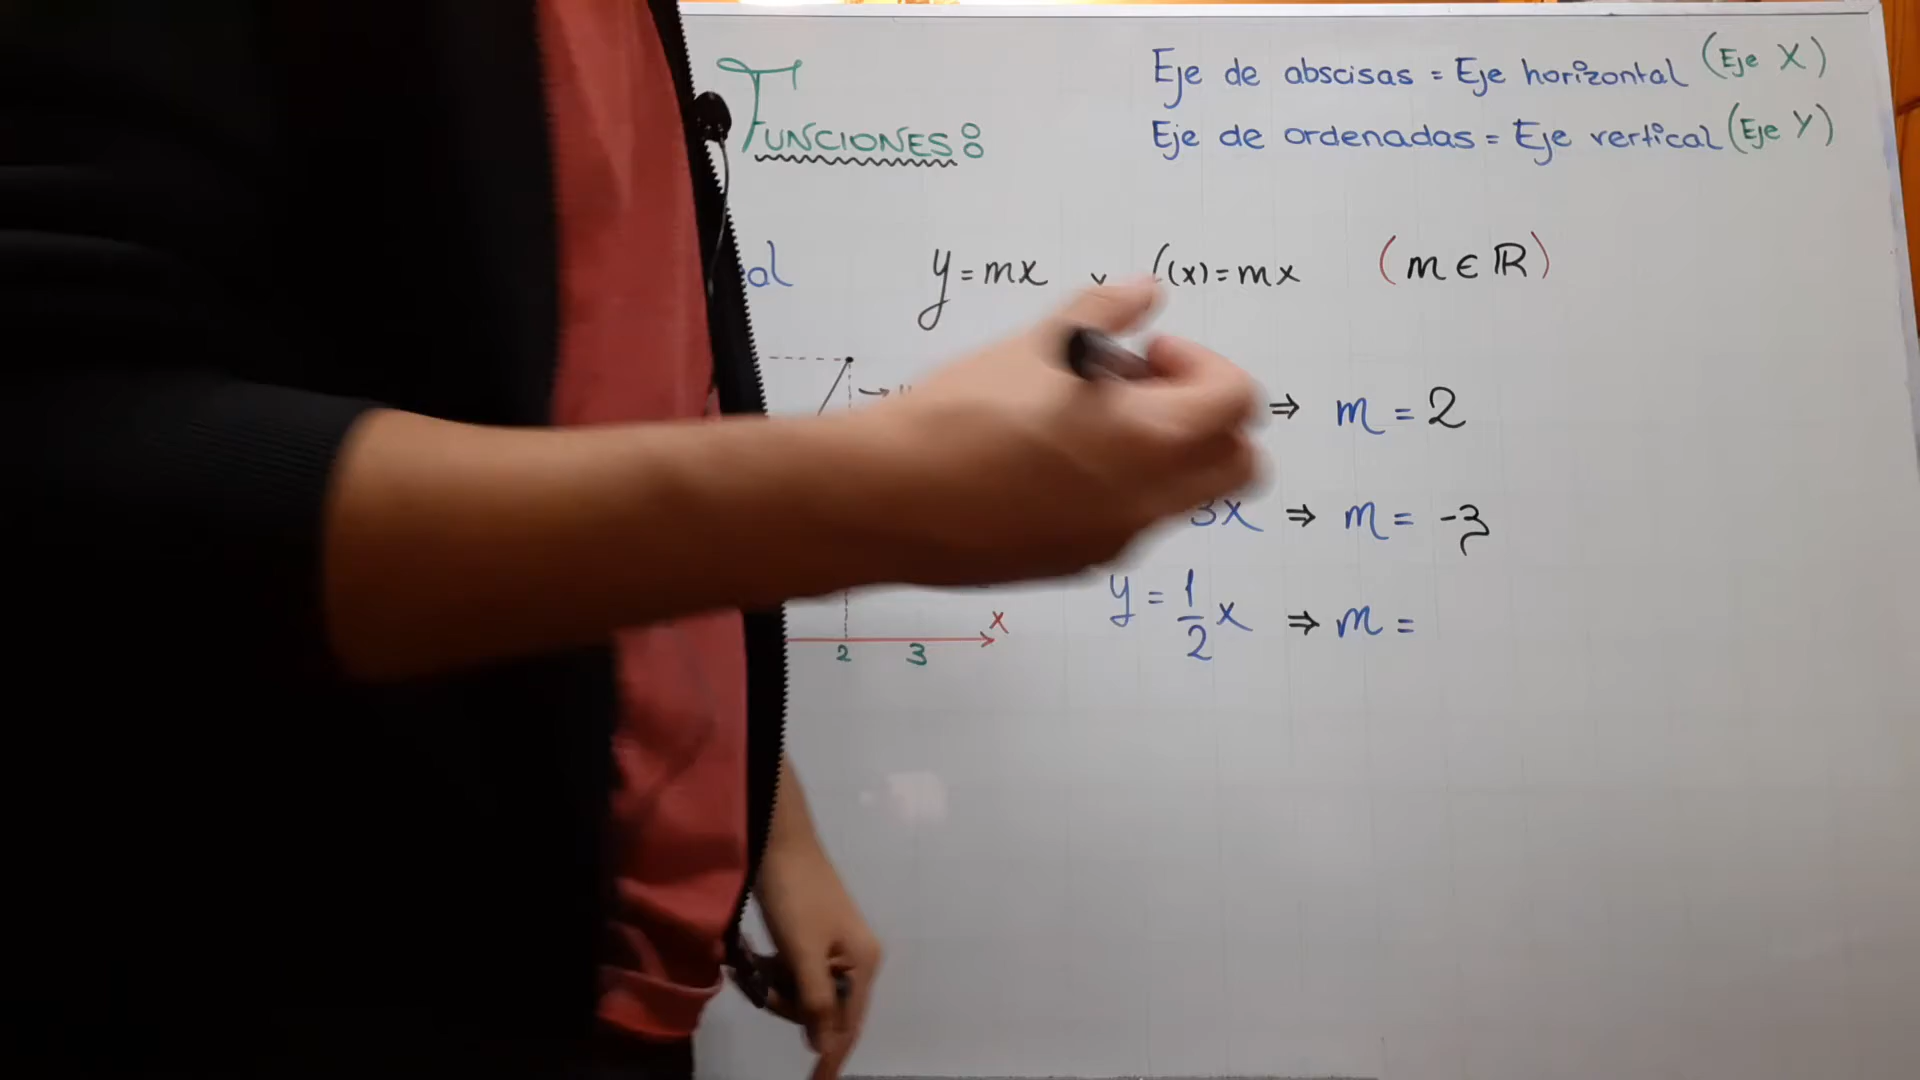 FUNCIONES:
Eje de abscisas = Eje horizontal (Eje X)
Eje de ordenadas = Eje vertical (Eje Y)
al
y = mx
(x) = mx
(m ∈ ℝ)
⇒ m = 2
3x ⇒ m = -3
y = 1/2 x ⇒ m =
x
2 3